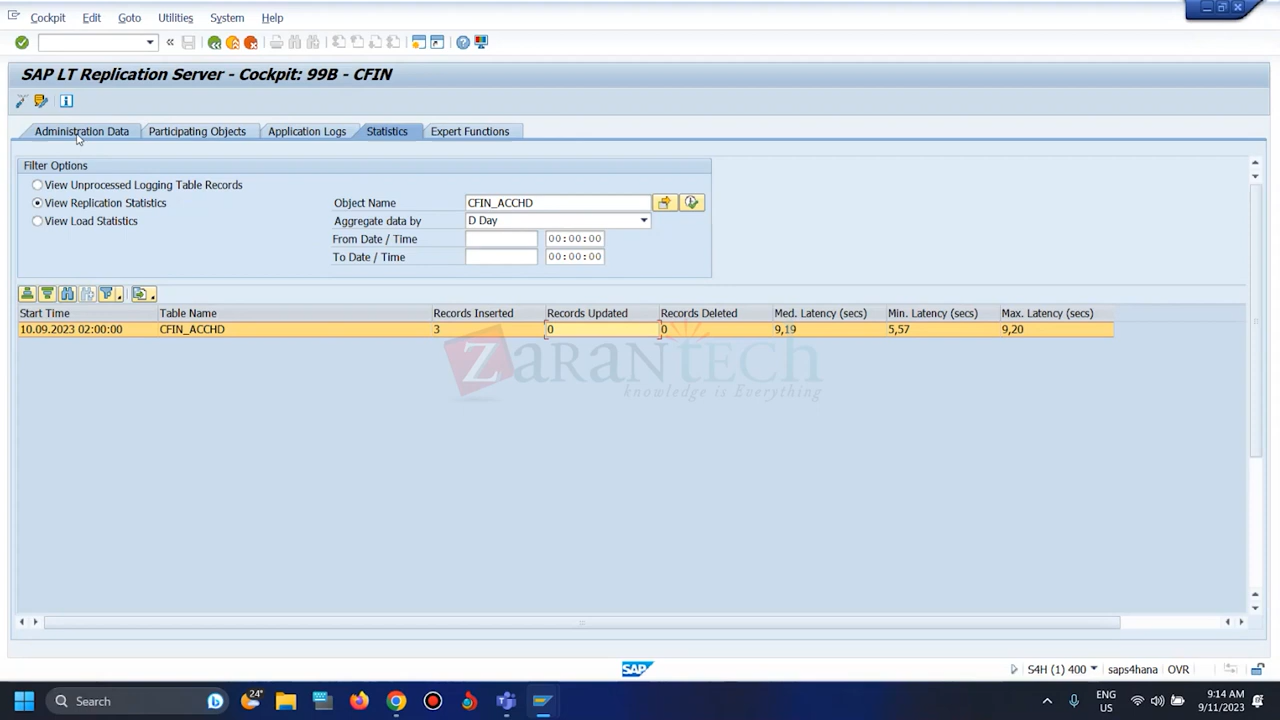 Cockpit Edit Goto Utilities System Help
SAP LT Replication Server - Cockpit: 99B - CFIN
Administration Data Participating Objects Application Logs Statistics Expert Functions
Filter Options
View Unprocessed Logging Table Records
View Replication Statistics Object Name CFIN_ACCHD
View Load Statistics Aggregate data by D Day
From Date / Time 00:00:00
To Date / Time 00:00:00
Start Time Table Name Records Inserted Records Updated Records Deleted Med. Latency (secs) Min. Latency (secs) Max. Latency (secs)
10.09.2023 02:00:00 CFIN_ACCHD 3 0 0 9,19 5,57 9,20
ZaranTech
knowledge is Everything
SAP S4H (1) 400 saps4hana OVR
Search 24° ENG US 9:14 AM 9/11/2023